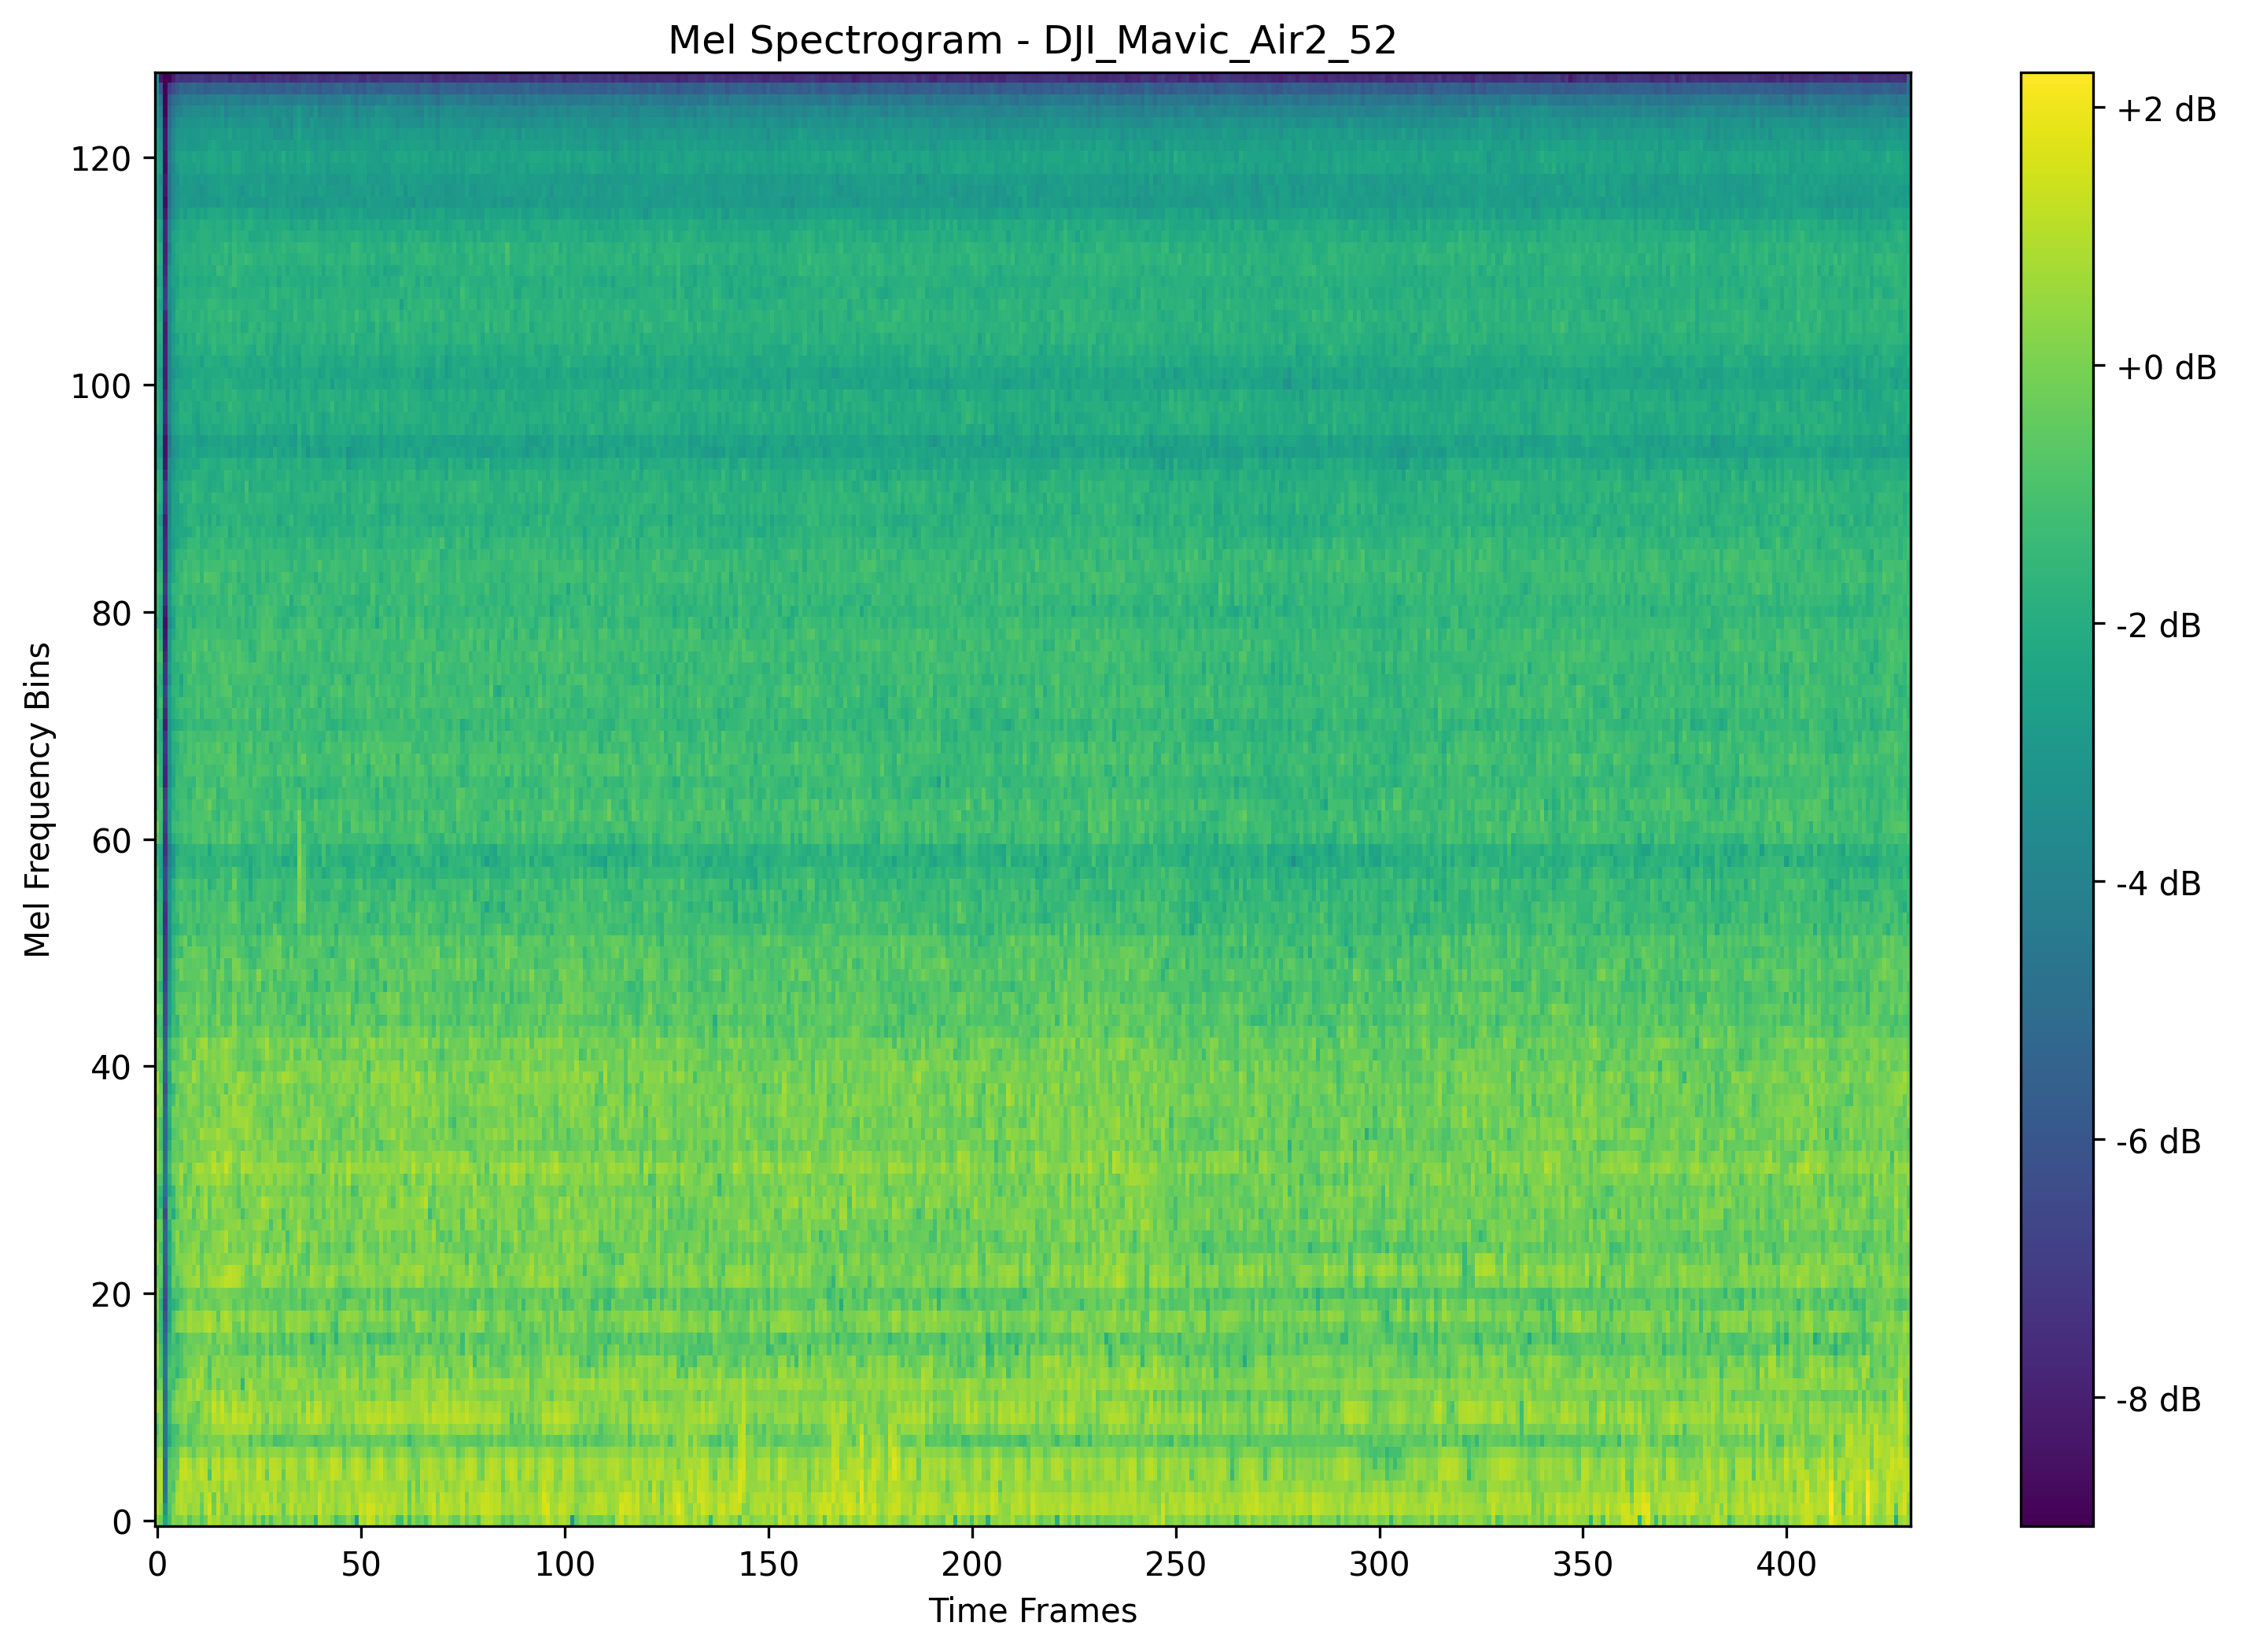 Mel Spectrogram - DJI_Mavic_Air2_52
Mel Frequency Bins
120
100
80
60
40
20
0
0 50 100 150 200 250 300 350 400
Time Frames
+2 dB
+0 dB
-2 dB
-4 dB
-6 dB
-8 dB